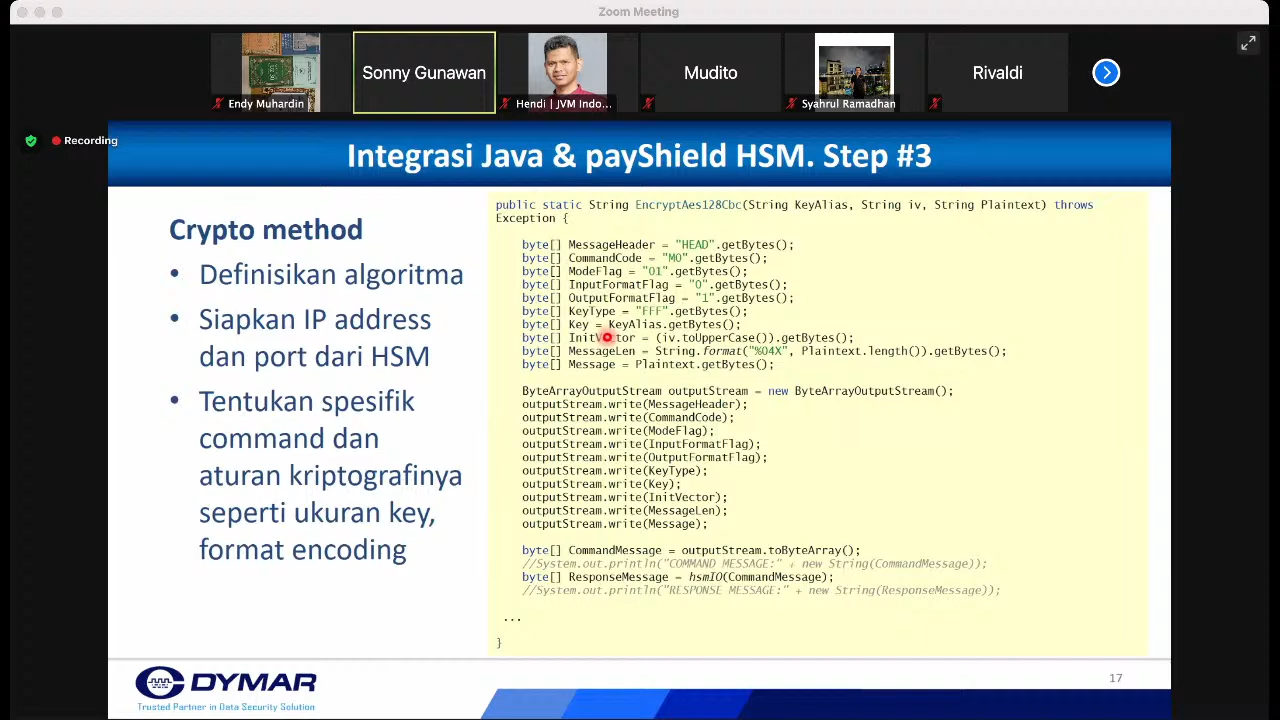 Zoom Meeting
Endy Muhardin
Sonny Gunawan
Hendi | JVM Indo...
Mudito
Syahrul Ramadhan
Rivaldi
Recording
Integrasi Java & payShield HSM. Step #3
Crypto method
• Definisikan algoritma
• Siapkan IP address
dan port dari HSM
• Tentukan spesifik
command dan
aturan kriptografinya
seperti ukuran key,
format encoding
public static String EncryptAes128Cbc(String KeyAlias, String iv, String Plaintext) throws
Exception {
byte[] MessageHeader = "HEAD".getBytes();
byte[] CommandCode = "M0".getBytes();
byte[] ModeFlag = "01".getBytes();
byte[] InputFormatFlag = "0".getBytes();
byte[] OutputFormatFlag = "1".getBytes();
byte[] KeyType = "FFF".getBytes();
byte[] Key = KeyAlias.getBytes();
byte[] InitVector = (iv.toUpperCase()).getBytes();
byte[] MessageLen = String.format("%04X", Plaintext.length()).getBytes();
byte[] Message = Plaintext.getBytes();
ByteArrayOutputStream outputStream = new ByteArrayOutputStream();
outputStream.write(MessageHeader);
outputStream.write(CommandCode);
outputStream.write(ModeFlag);
outputStream.write(InputFormatFlag);
outputStream.write(OutputFormatFlag);
outputStream.write(KeyType);
outputStream.write(Key);
outputStream.write(InitVector);
outputStream.write(MessageLen);
outputStream.write(Message);
byte[] CommandMessage = outputStream.toByteArray();
//System.out.println("COMMAND MESSAGE:" + new String(CommandMessage));
byte[] ResponseMessage = hsmIO(CommandMessage);
//System.out.println("RESPONSE MESSAGE:" + new String(ResponseMessage));
...
}
DYMAR
Trusted Partner in Data Security Solution
17